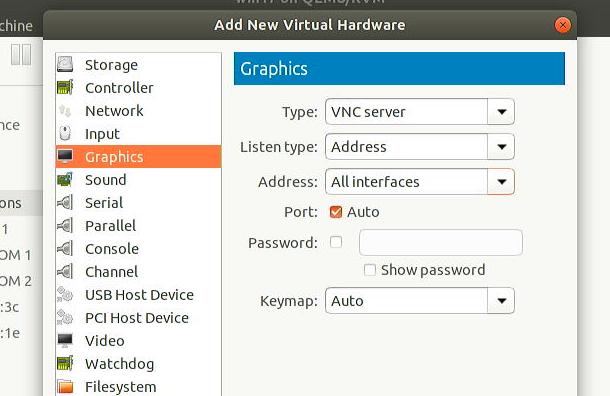 Add New Virtual Hardware
chine
nce
ons
1
OM 1
OM 2
:3c
:1e
Storage
Controller
Network
Input
Graphics
Sound
Serial
Parallel
Console
Channel
USB Host Device
PCI Host Device
Video
Watchdog
Filesystem
Graphics
Type: VNC server
Listen type: Address
Address: All interfaces
Port: Auto
Password:
Show password
Keymap: Auto